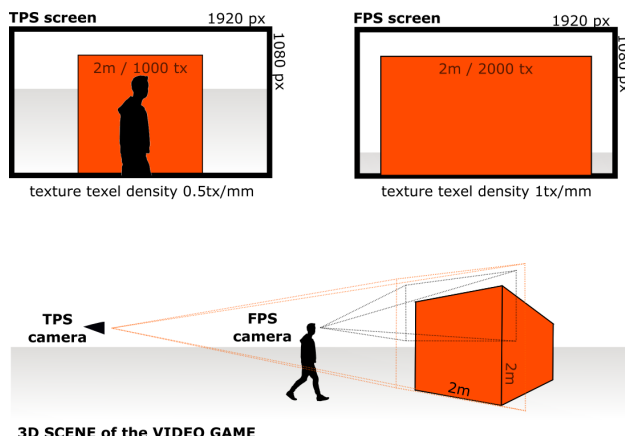 TPS screen
1920 px
1080 px
2m / 1000 tx
texture texel density 0.5tx/mm
FPS screen
1920 px
1080 px
2m / 2000 tx
texture texel density 1tx/mm
TPS
camera
FPS
camera
2m
2m
3D SCENE of the VIDEO GAME